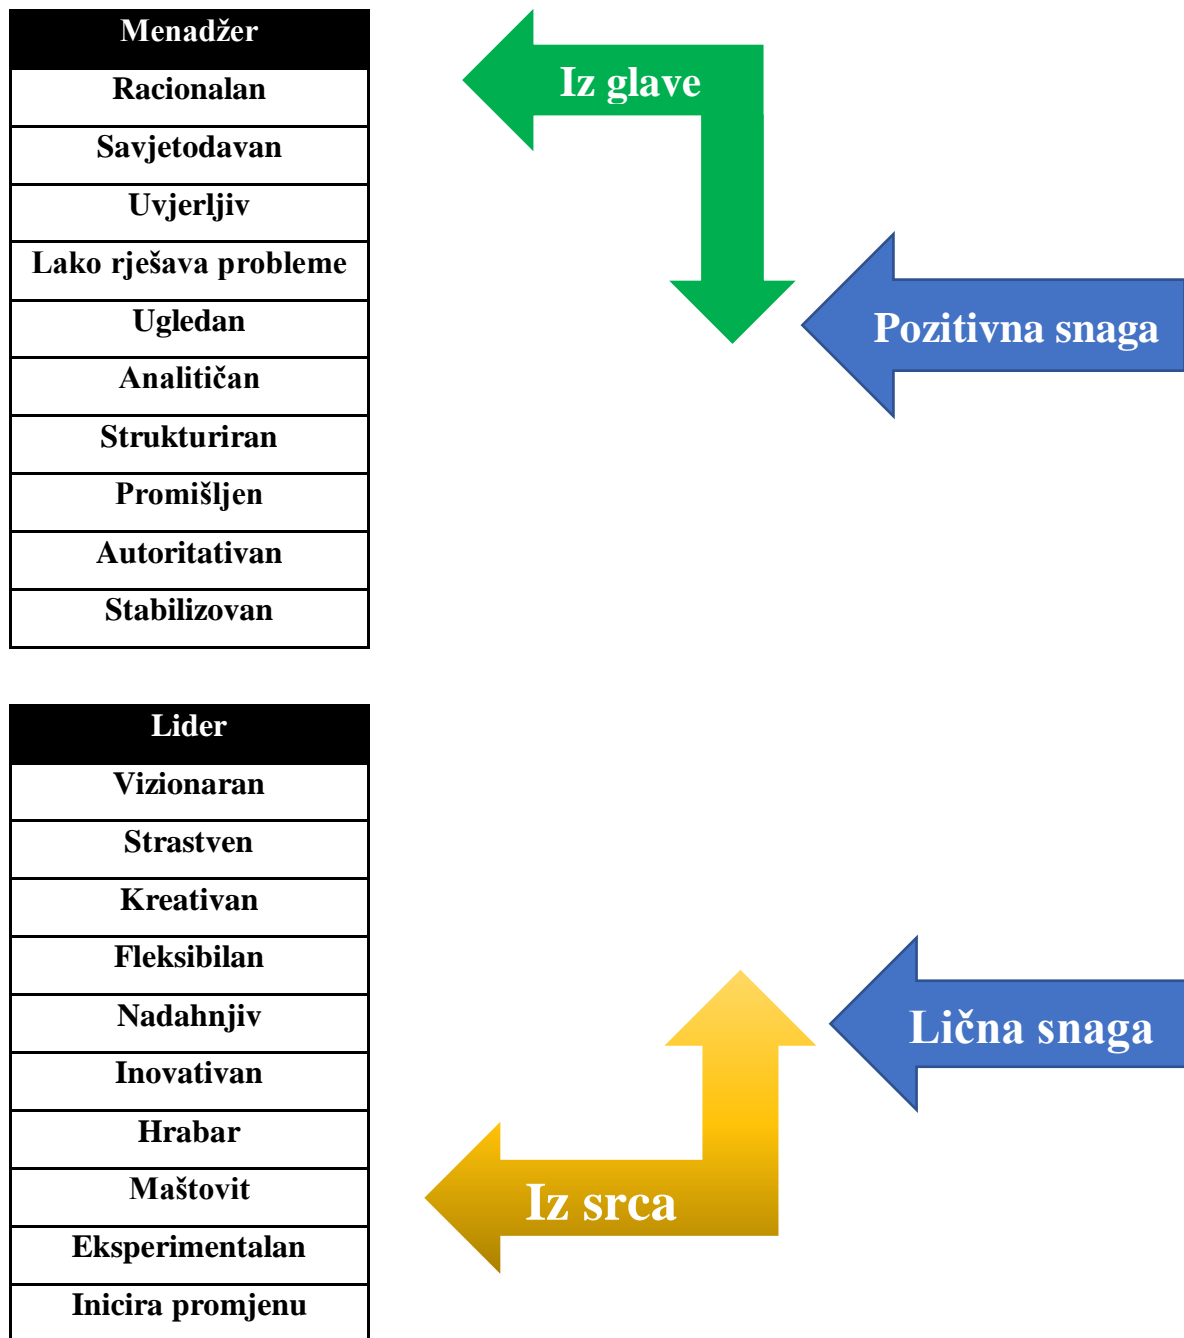 Menadžer
Racionalan
Savjetodavan
Uvjerljiv
Lako rješava probleme
Ugledan
Analitičan
Strukturiran
Promišljen
Autoritativan
Stabilizovan
Iz glave
Pozitivna snaga
Lider
Vizionaran
Strastven
Kreativan
Fleksibilan
Nadahnjiv
Inovativan
Hrabar
Maštovit
Eksperimentalan
Inicira promjenu
Lična snaga
Iz srca